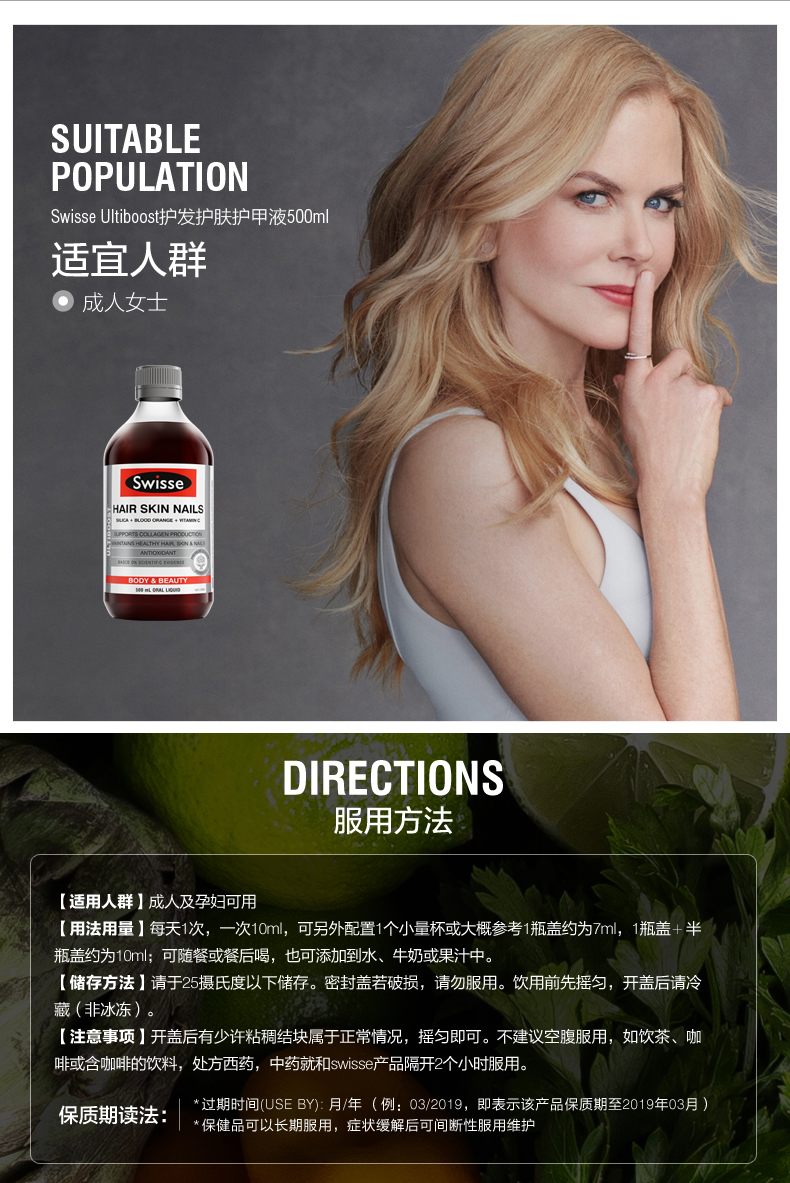 SUITABLE
POPULATION
Swisse Ultiboost护发护肤护甲液500ml
适宜人群
成人女士
Swisse
HAIR SKIN NAILS
SILICA + BLOOD ORANGE + VITAMIN C
SUPPORTS COLLAGEN PRODUCTION
MAINTAINS HEALTHY HAIR, SKIN & NAILS
ANTIOXIDANT
BASED ON SCIENTIFIC EVIDENCE
BODY & BEAUTY
500 mL ORAL LIQUID
DIRECTIONS
服用方法
【适用人群】成人及孕妇可用
【用法用量】每天1次，一次10ml，可另外配置1个小量杯或大概参考1瓶盖约为7ml，1瓶盖+半
瓶盖约为10ml；可随餐或餐后喝，也可添加到水、牛奶或果汁中。
【储存方法】请于25摄氏度以下储存。密封盖若破损，请勿服用。饮用前先摇匀，开盖后请冷
藏（非冰冻）。
【注意事项】开盖后有少许粘稠结块属于正常情况，摇匀即可。不建议空腹服用，如饮茶、咖
啡或含咖啡的饮料，处方西药，中药就和swisse产品隔开2个小时服用。
保质期读法：
*过期时间(USE BY): 月/年（例：03/2019，即表示该产品保质期至2019年03月）
*保健品可以长期服用，症状缓解后可间断性服用维护